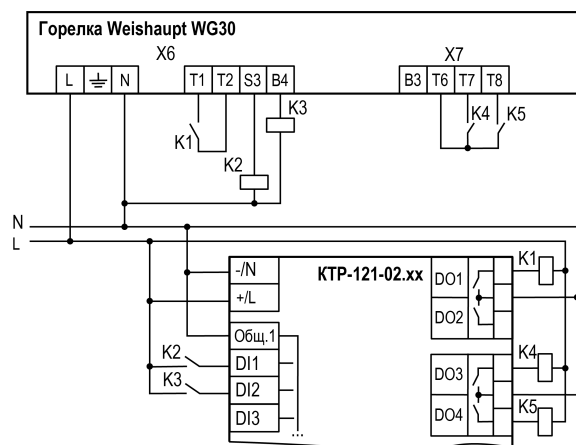 Горелка Weishaupt WG30
X6
X7
L
N
T1
T2
S3
B4
B3
T6
T7
T8
K1
K2
K3
K4
K5
N
L
-/N
+/L
КТР-121-02.хх
Общ.1
DI1
DI2
DI3
...
K2
K3
DO1
DO2
DO3
DO4
K1
K4
K5